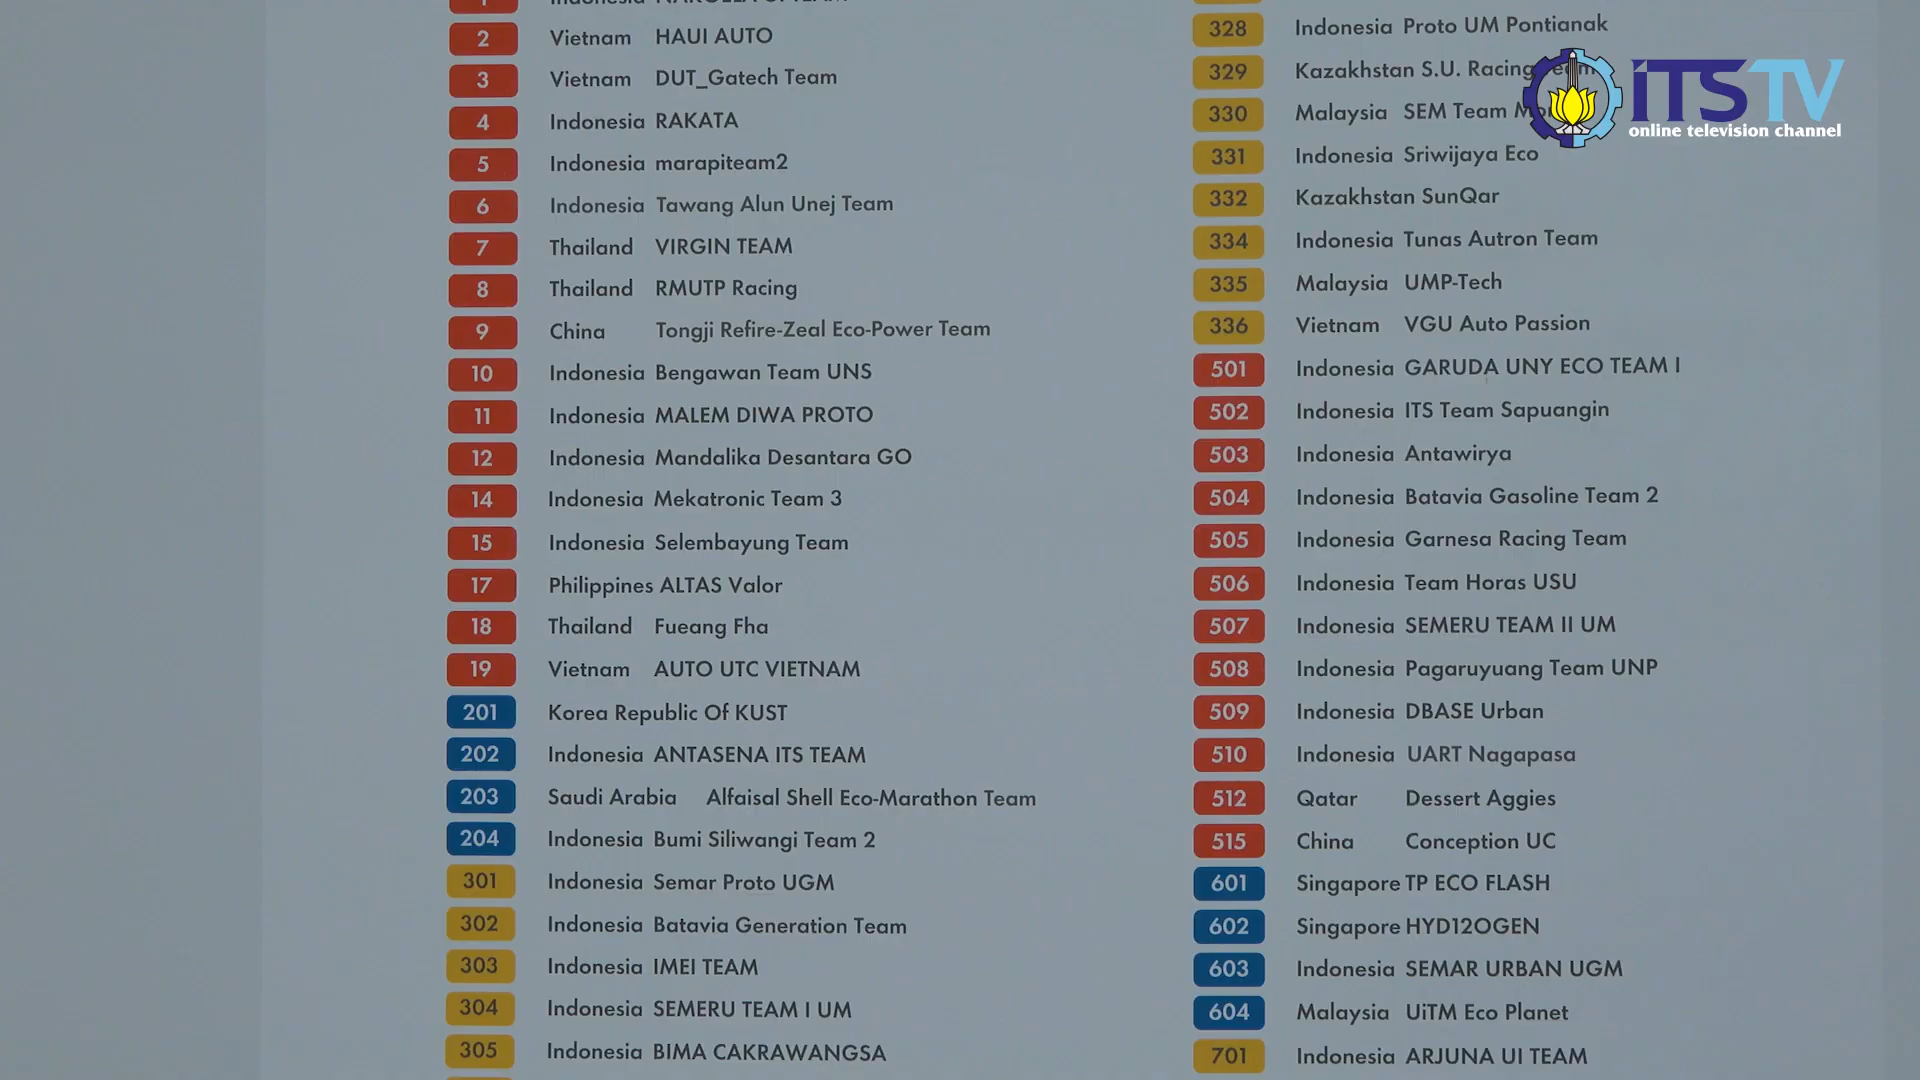 1 Indonesia
2 Vietnam HAUI AUTO
3 Vietnam DUT_Gatech Team
4 Indonesia RAKATA
5 Indonesia marapiteam2
6 Indonesia Tawang Alun Unej Team
7 Thailand VIRGIN TEAM
8 Thailand RMUTP Racing
9 China Tongji Refire-Zeal Eco-Power Team
10 Indonesia Bengawan Team UNS
11 Indonesia MALEM DIWA PROTO
12 Indonesia Mandalika Desantara GO
14 Indonesia Mekatronic Team 3
15 Indonesia Selembayung Team
17 Philippines ALTAS Valor
18 Thailand Fueang Fha
19 Vietnam AUTO UTC VIETNAM
201 Korea Republic Of KUST
202 Indonesia ANTASENA ITS TEAM
203 Saudi Arabia Alfaisal Shell Eco-Marathon Team
204 Indonesia Bumi Siliwangi Team 2
301 Indonesia Semar Proto UGM
302 Indonesia Batavia Generation Team
303 Indonesia IMEI TEAM
304 Indonesia SEMERU TEAM I UM
305 Indonesia BIMA CAKRAWANGSA
328 Indonesia Proto UM Pontianak
329 Kazakhstan S.U. Racing Team
330 Malaysia SEM Team
331 Indonesia Sriwijaya Eco
332 Kazakhstan SunQar
334 Indonesia Tunas Autron Team
335 Malaysia UMP-Tech
336 Vietnam VGU Auto Passion
501 Indonesia GARUDA UNY ECO TEAM I
502 Indonesia ITS Team Sapuangin
503 Indonesia Antawirya
504 Indonesia Batavia Gasoline Team 2
505 Indonesia Garnesa Racing Team
506 Indonesia Team Horas USU
507 Indonesia SEMERU TEAM II UM
508 Indonesia Pagaruyuang Team UNP
509 Indonesia DBASE Urban
510 Indonesia UART Nagapasa
512 Qatar Dessert Aggies
515 China Conception UC
601 Singapore TP ECO FLASH
602 Singapore HYD12OGEN
603 Indonesia SEMAR URBAN UGM
604 Malaysia UiTM Eco Planet
701 Indonesia ARJUNA UI TEAM
iTSTV
online television channel